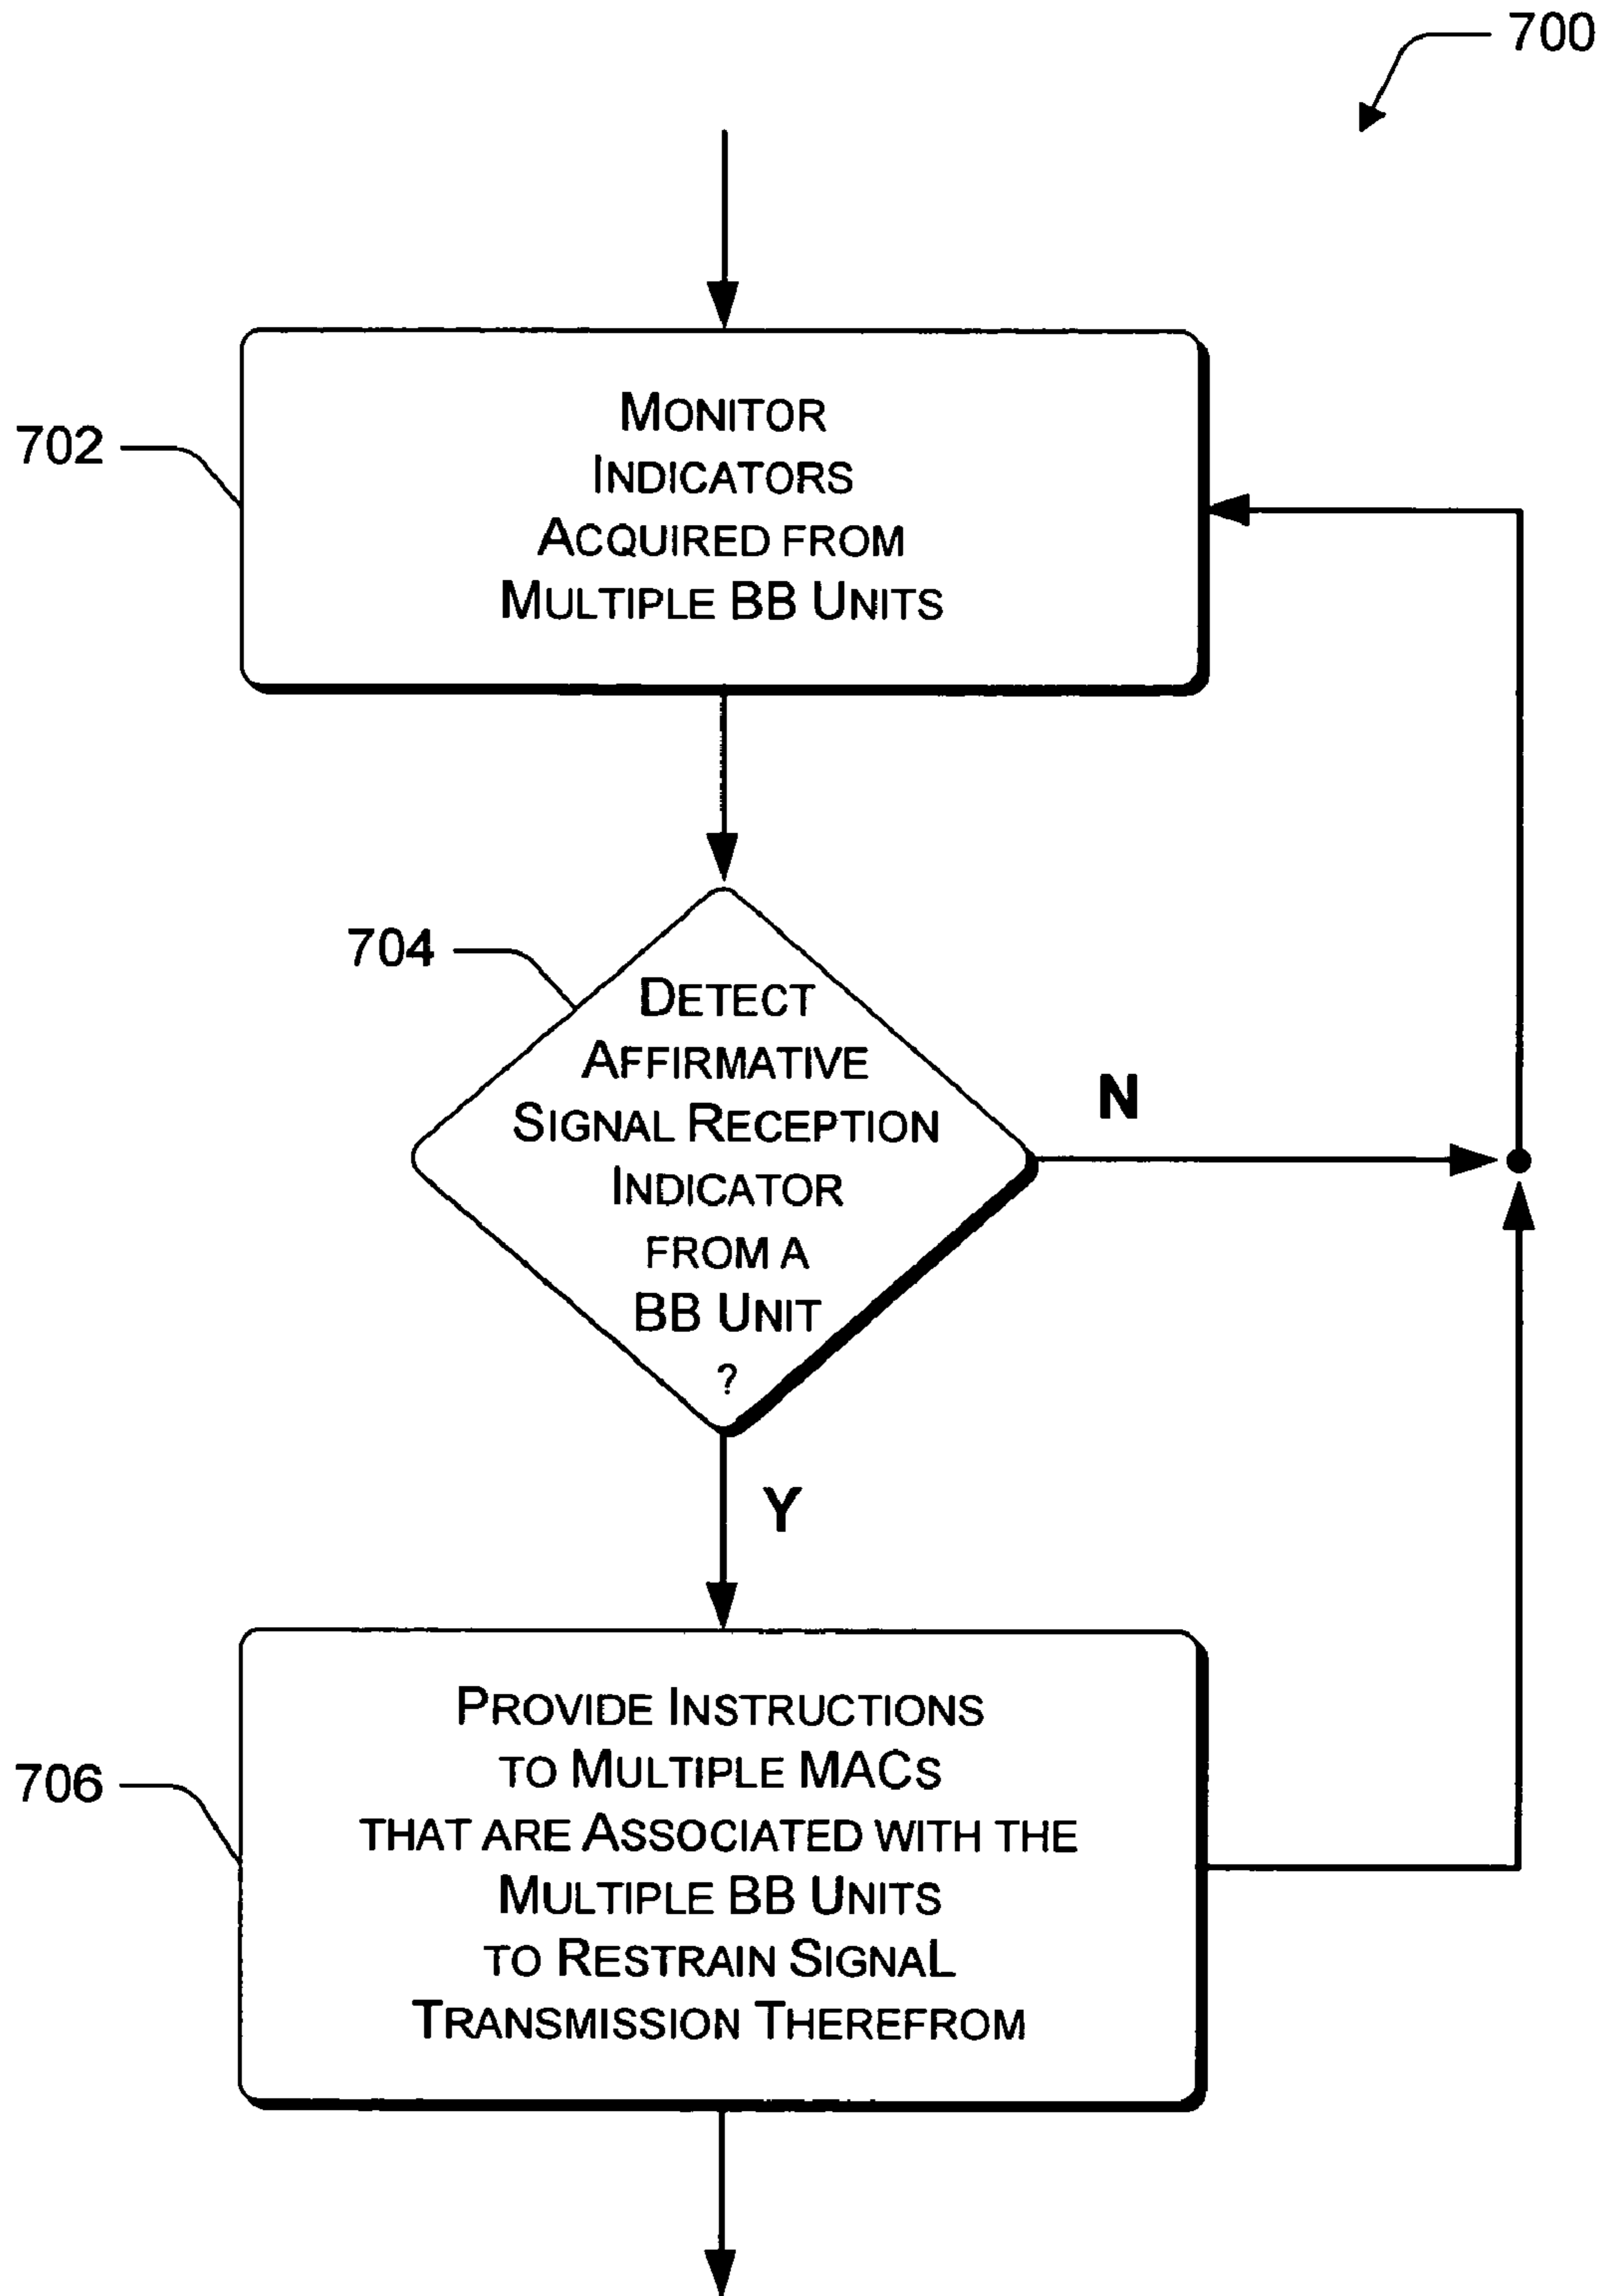 700
702
MONITOR
INDICATORS
ACQUIRED FROM
MULTIPLE BB UNITS
704
DETECT
AFFIRMATIVE
SIGNAL RECEPTION
INDICATOR
FROM A
BB UNIT
?
N
Y
706
PROVIDE INSTRUCTIONS
TO MULTIPLE MACS
THAT ARE ASSOCIATED WITH THE
MULTIPLE BB UNITS
TO RESTRAIN SIGNAL
TRANSMISSION THEREFROM